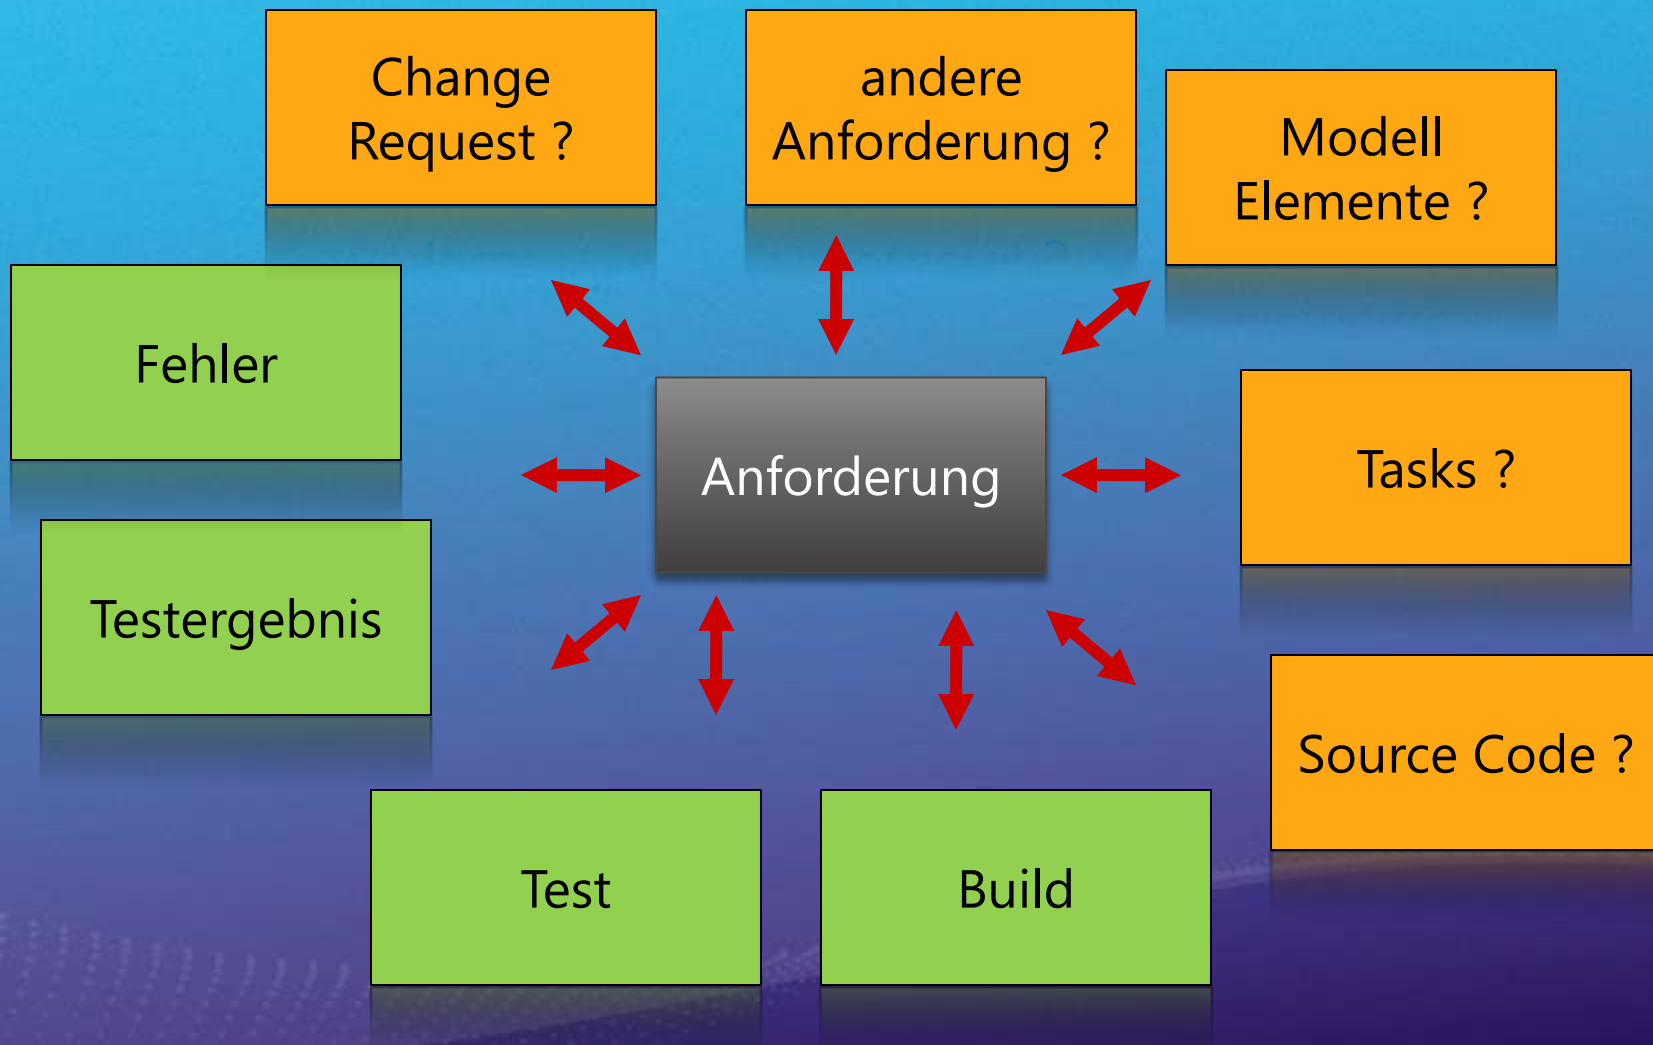 Change
Request ?
andere
Anforderung ?
Modell
Elemente ?
Fehler
Anforderung
Tasks ?
Testergebnis
Source Code ?
Test
Build